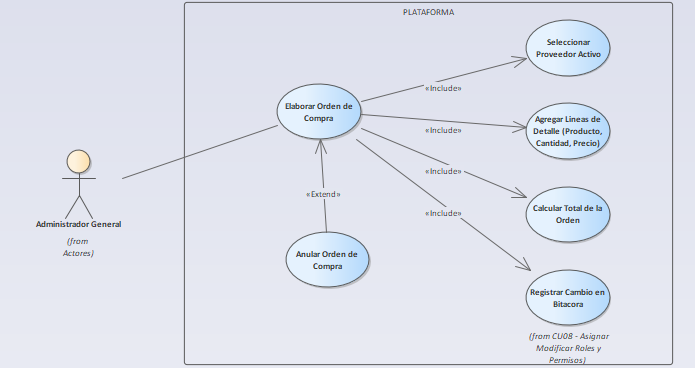 PLATAFORMA
Seleccionar
Proveedor Activo
«Include»
Elaborar Orden de
Compra
Agregar Lineas de
Detalle (Producto,
Cantidad, Precio)
«Include»
«Include»
Administrador General
(from
Actores)
«Extend»
Calcular Total de la
Orden
«Include»
Anular Orden de
Compra
Registrar Cambio en
Bitacora
(from CU08 - Asignar
Modificar Roles y
Permisos)